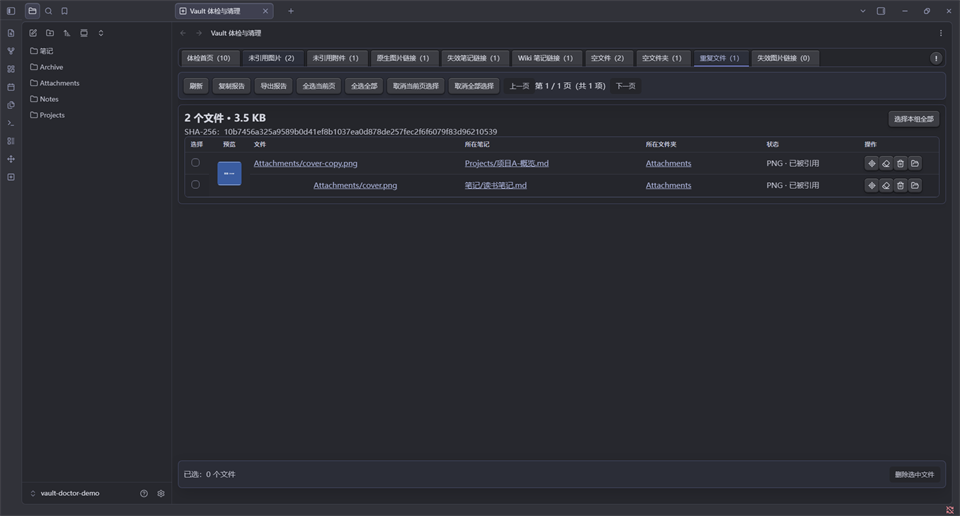 Vault 体检与清理
Vault 体检与清理
体检首页 (10)
未引用图片 (2)
未引用附件 (1)
原生图片链接 (1)
失效笔记链接 (1)
Wiki 笔记链接 (1)
空文件 (2)
空文件夹 (1)
重复文件 (1)
失效图片链接 (0)
刷新
复制报告
导出报告
全选当前页
全选全部
取消当前页选择
取消全部选择
上一页
第 1 / 1 页 (共 1 项)
下一页
笔记
Archive
Attachments
Notes
Projects
2 个文件 • 3.5 KB
选择本组全部
SHA-256: 10b7456a325a9589b0d41ef8b1037ea0d878de257fec2f6f6079f83d96210539
选择 预览 文件 所在笔记 所在文件夹 状态 操作
Attachments/cover-copy.png Projects/项目A-概览.md Attachments PNG · 已被引用
Attachments/cover.png 笔记/读书笔记.md Attachments PNG · 已被引用
已选: 0 个文件
删除选中文件
vault-doctor-demo